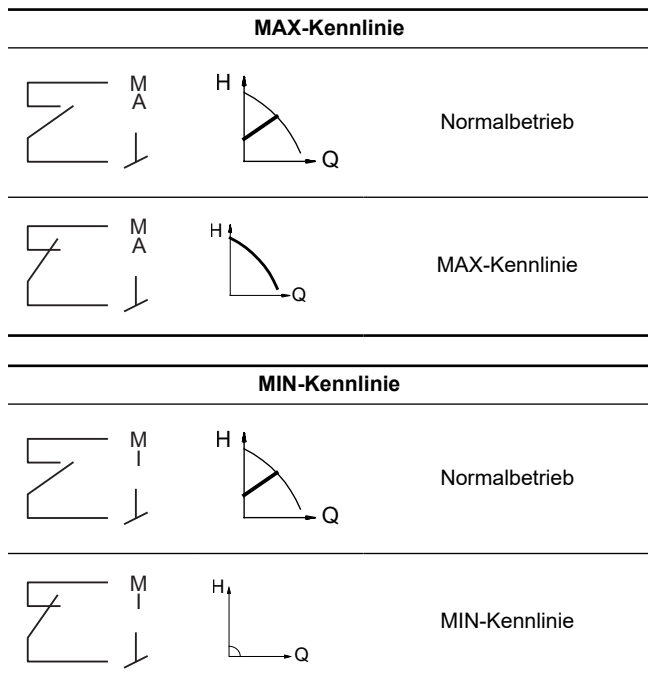 MAX-Kennlinie
M
A
H
Q
Normalbetrieb
M
A
H
Q
MAX-Kennlinie
MIN-Kennlinie
M
I
H
Q
Normalbetrieb
M
I
H
Q
MIN-Kennlinie